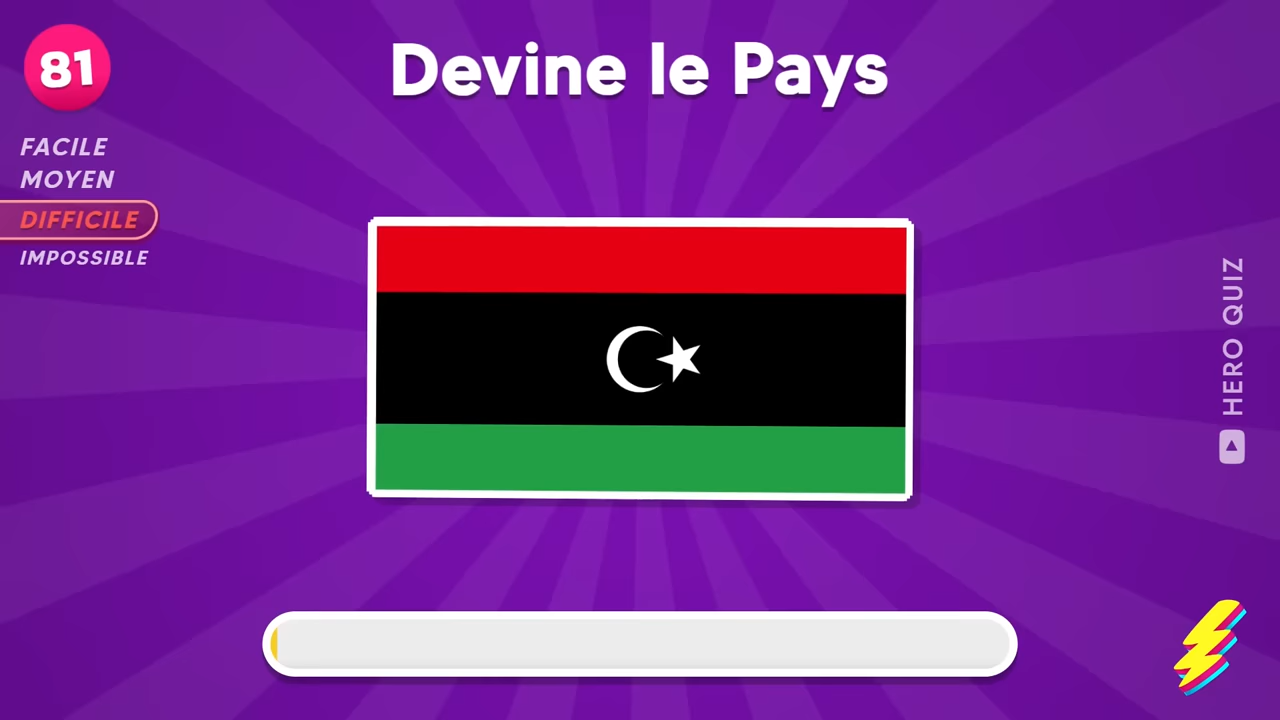 81
Devine le Pays
FACILE
MOYEN
DIFFICILE
IMPOSSIBLE
HERO QUIZ